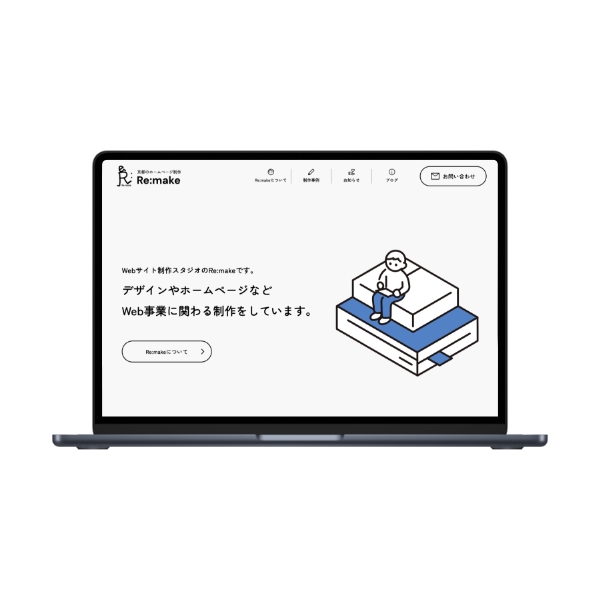 京都のホームページ制作
Re:make
Re:makeについて
制作事例
お知らせ
ブログ
お問い合わせ
Webサイト制作スタジオのRe:makeです。
デザインやホームページなど
Web事業に関わる制作をしています。
Re:makeについて